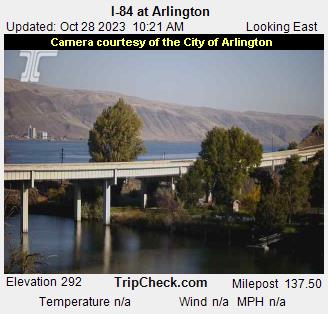 I-84 at Arlington
Updated: Oct 28 2023 10:21 AM Looking East
Camera courtesy of the City of Arlington
Elevation 292 TripCheck.com Milepost 137.50
Temperature n/a Wind n/a MPH n/a